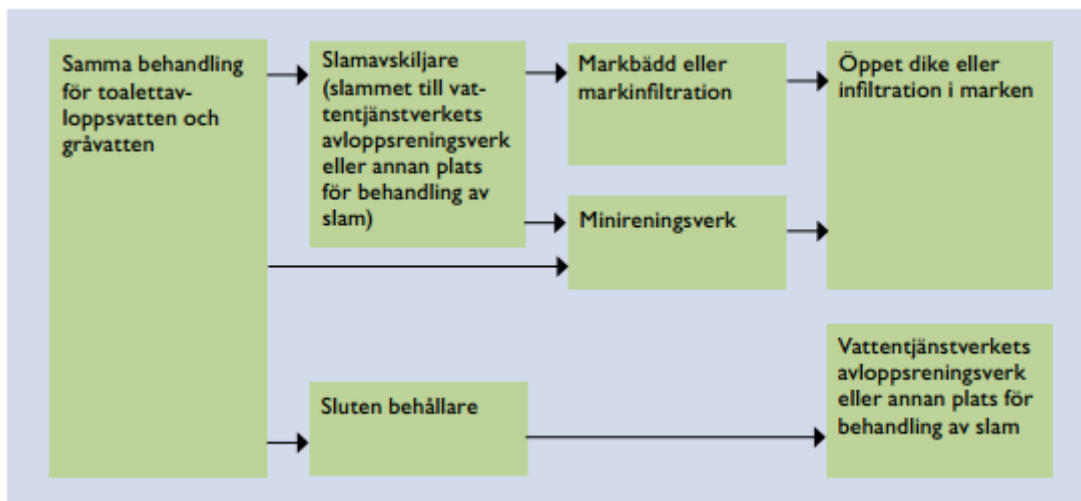 Samma behandling
för toalettav-
loppsvatten och
gråvatten
Slamavskiljare
(slammet till vat-
tentjänstverkets
avloppsreningsverk
eller annan plats
för behandling av
slam)
Markbädd eller
markinfiltration
Öppet dike eller
infiltration i marken
Minireningsverk
Sluten behållare
Vattentjänstverkets
avloppsreningsverk
eller annan plats för
behandling av slam